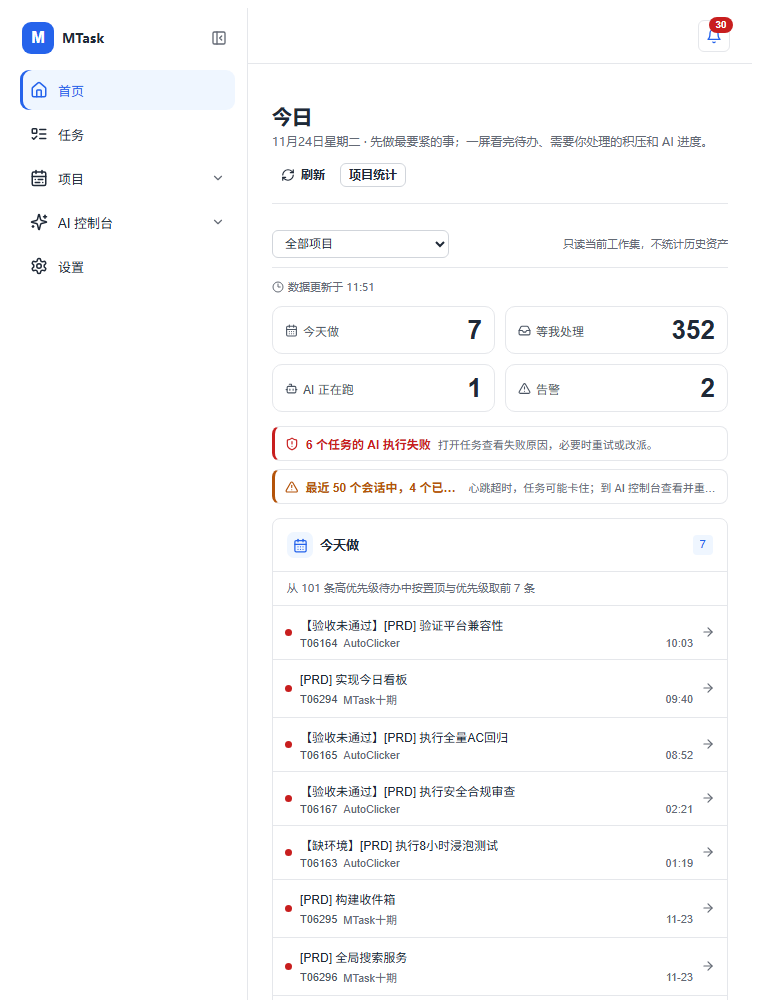 M MTask
30
首页
任务
项目
AI 控制台
设置
今日
11月24日星期二 · 先做最要紧的事；一屏看完待办、需要你处理的积压和 AI 进度。
刷新 项目统计
全部项目 只读当前工作集，不统计历史资产
数据更新于 11:51
今天做 7
等我处理 352
AI 正在跑 1
告警 2
6 个任务的 AI 执行失败 打开任务查看失败原因，必要时重试或改派。
最近 50 个会话中，4 个已… 心跳超时，任务可能卡住；到 AI 控制台查看并重…
今天做 7
从 101 条高优先级待办中按置顶与优先级取前 7 条
【验收未通过】[PRD] 验证平台兼容性
T06164 AutoClicker 10:03
[PRD] 实现今日看板
T06294 MTask十期 09:40
【验收未通过】[PRD] 执行全量AC回归
T06165 AutoClicker 08:52
【验收未通过】[PRD] 执行安全合规审查
T06167 AutoClicker 02:21
【缺环境】[PRD] 执行8小时浸泡测试
T06163 AutoClicker 01:19
[PRD] 构建收件箱
T06295 MTask十期 11-23
[PRD] 全局搜索服务
T06296 MTask十期 11-23